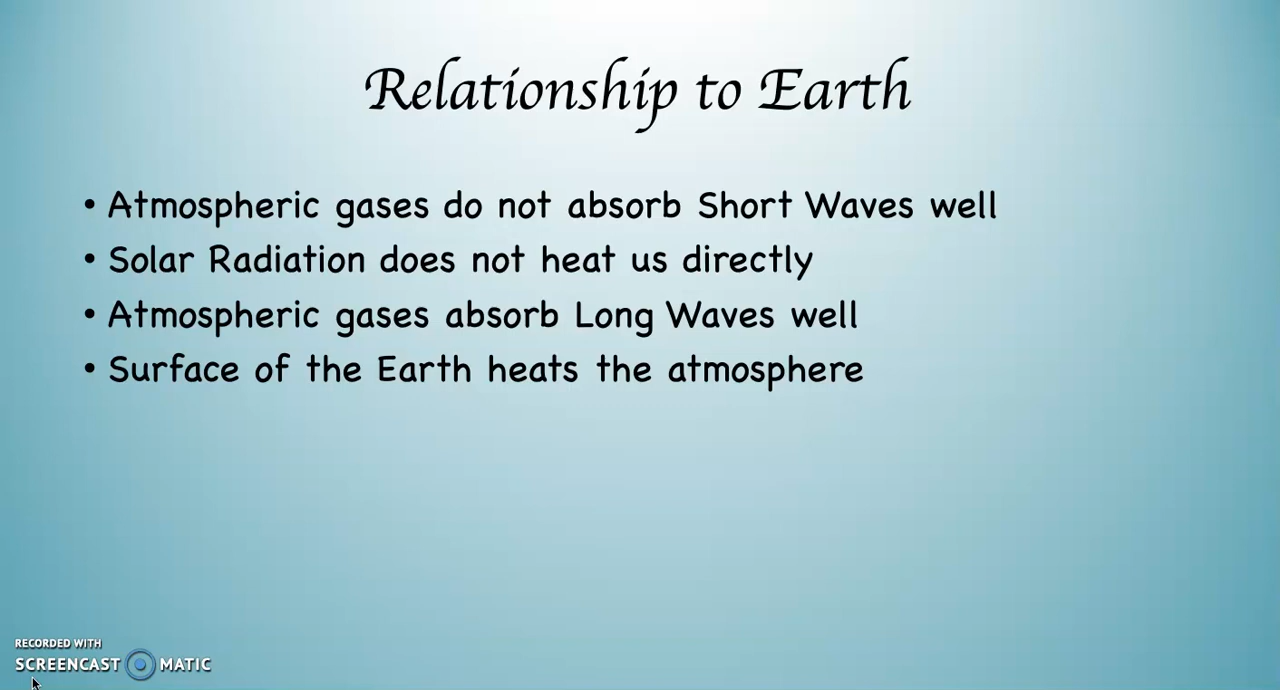 Relationship to Earth
• Atmospheric gases do not absorb Short Waves well
• Solar Radiation does not heat us directly
• Atmospheric gases absorb Long Waves well
• Surface of the Earth heats the atmosphere
RECORDED WITH
SCREENCAST MATIC